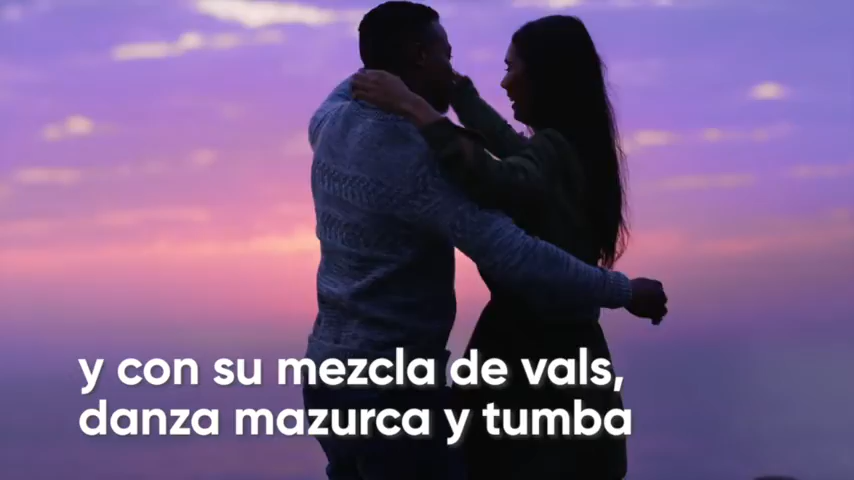 y con su mezcla de vals,
danza mazurca y tumba